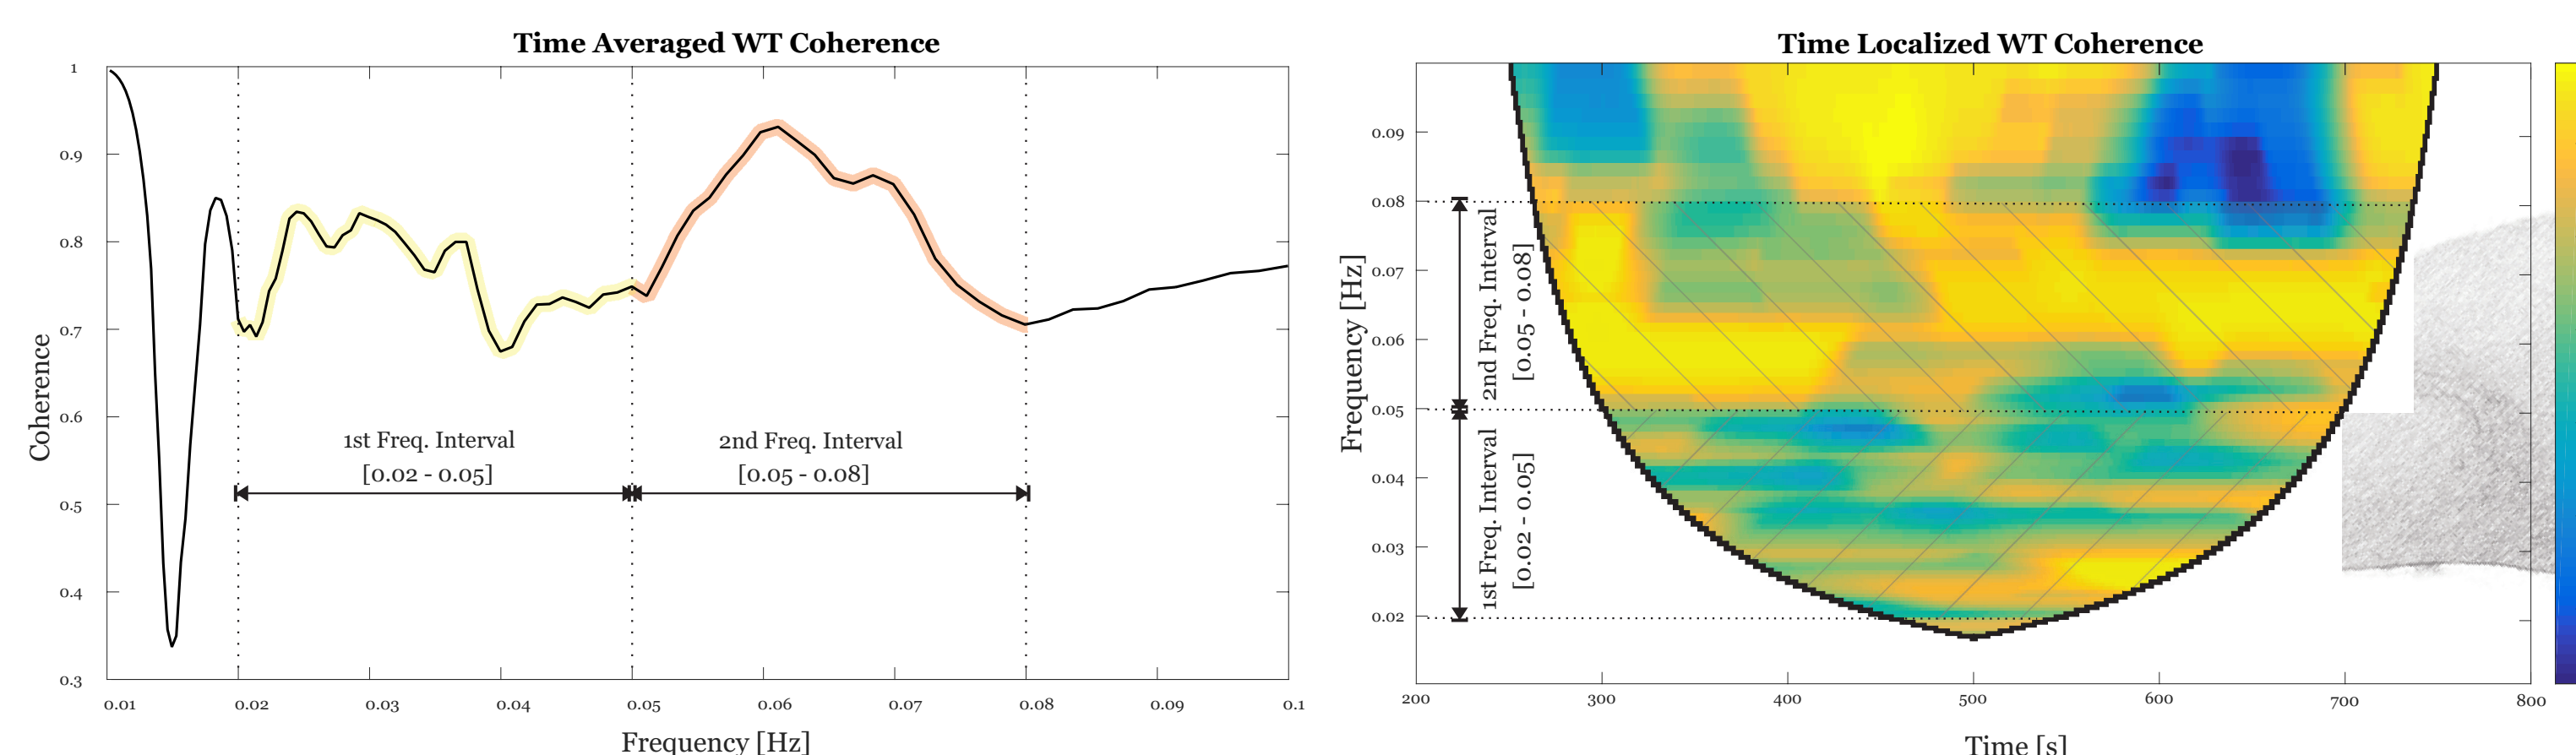 Time Averaged WT Coherence
1
0.9
0.8
0.7
0.6
0.5
0.4
0.3
Coherence
1st Freq. Interval
[0.02 - 0.05]
2nd Freq. Interval
[0.05 - 0.08]
0.01
0.02
0.03
0.04
0.05
0.06
0.07
0.08
0.09
0.1
Frequency [Hz]
Time Localized WT Coherence
0.09
0.08
0.07
0.06
0.05
0.04
0.03
0.02
Frequency [Hz]
2nd Freq. Interval
[0.05 - 0.08]
1st Freq. Interval
[0.02 - 0.05]
200
300
400
500
600
700
800
Time [s]